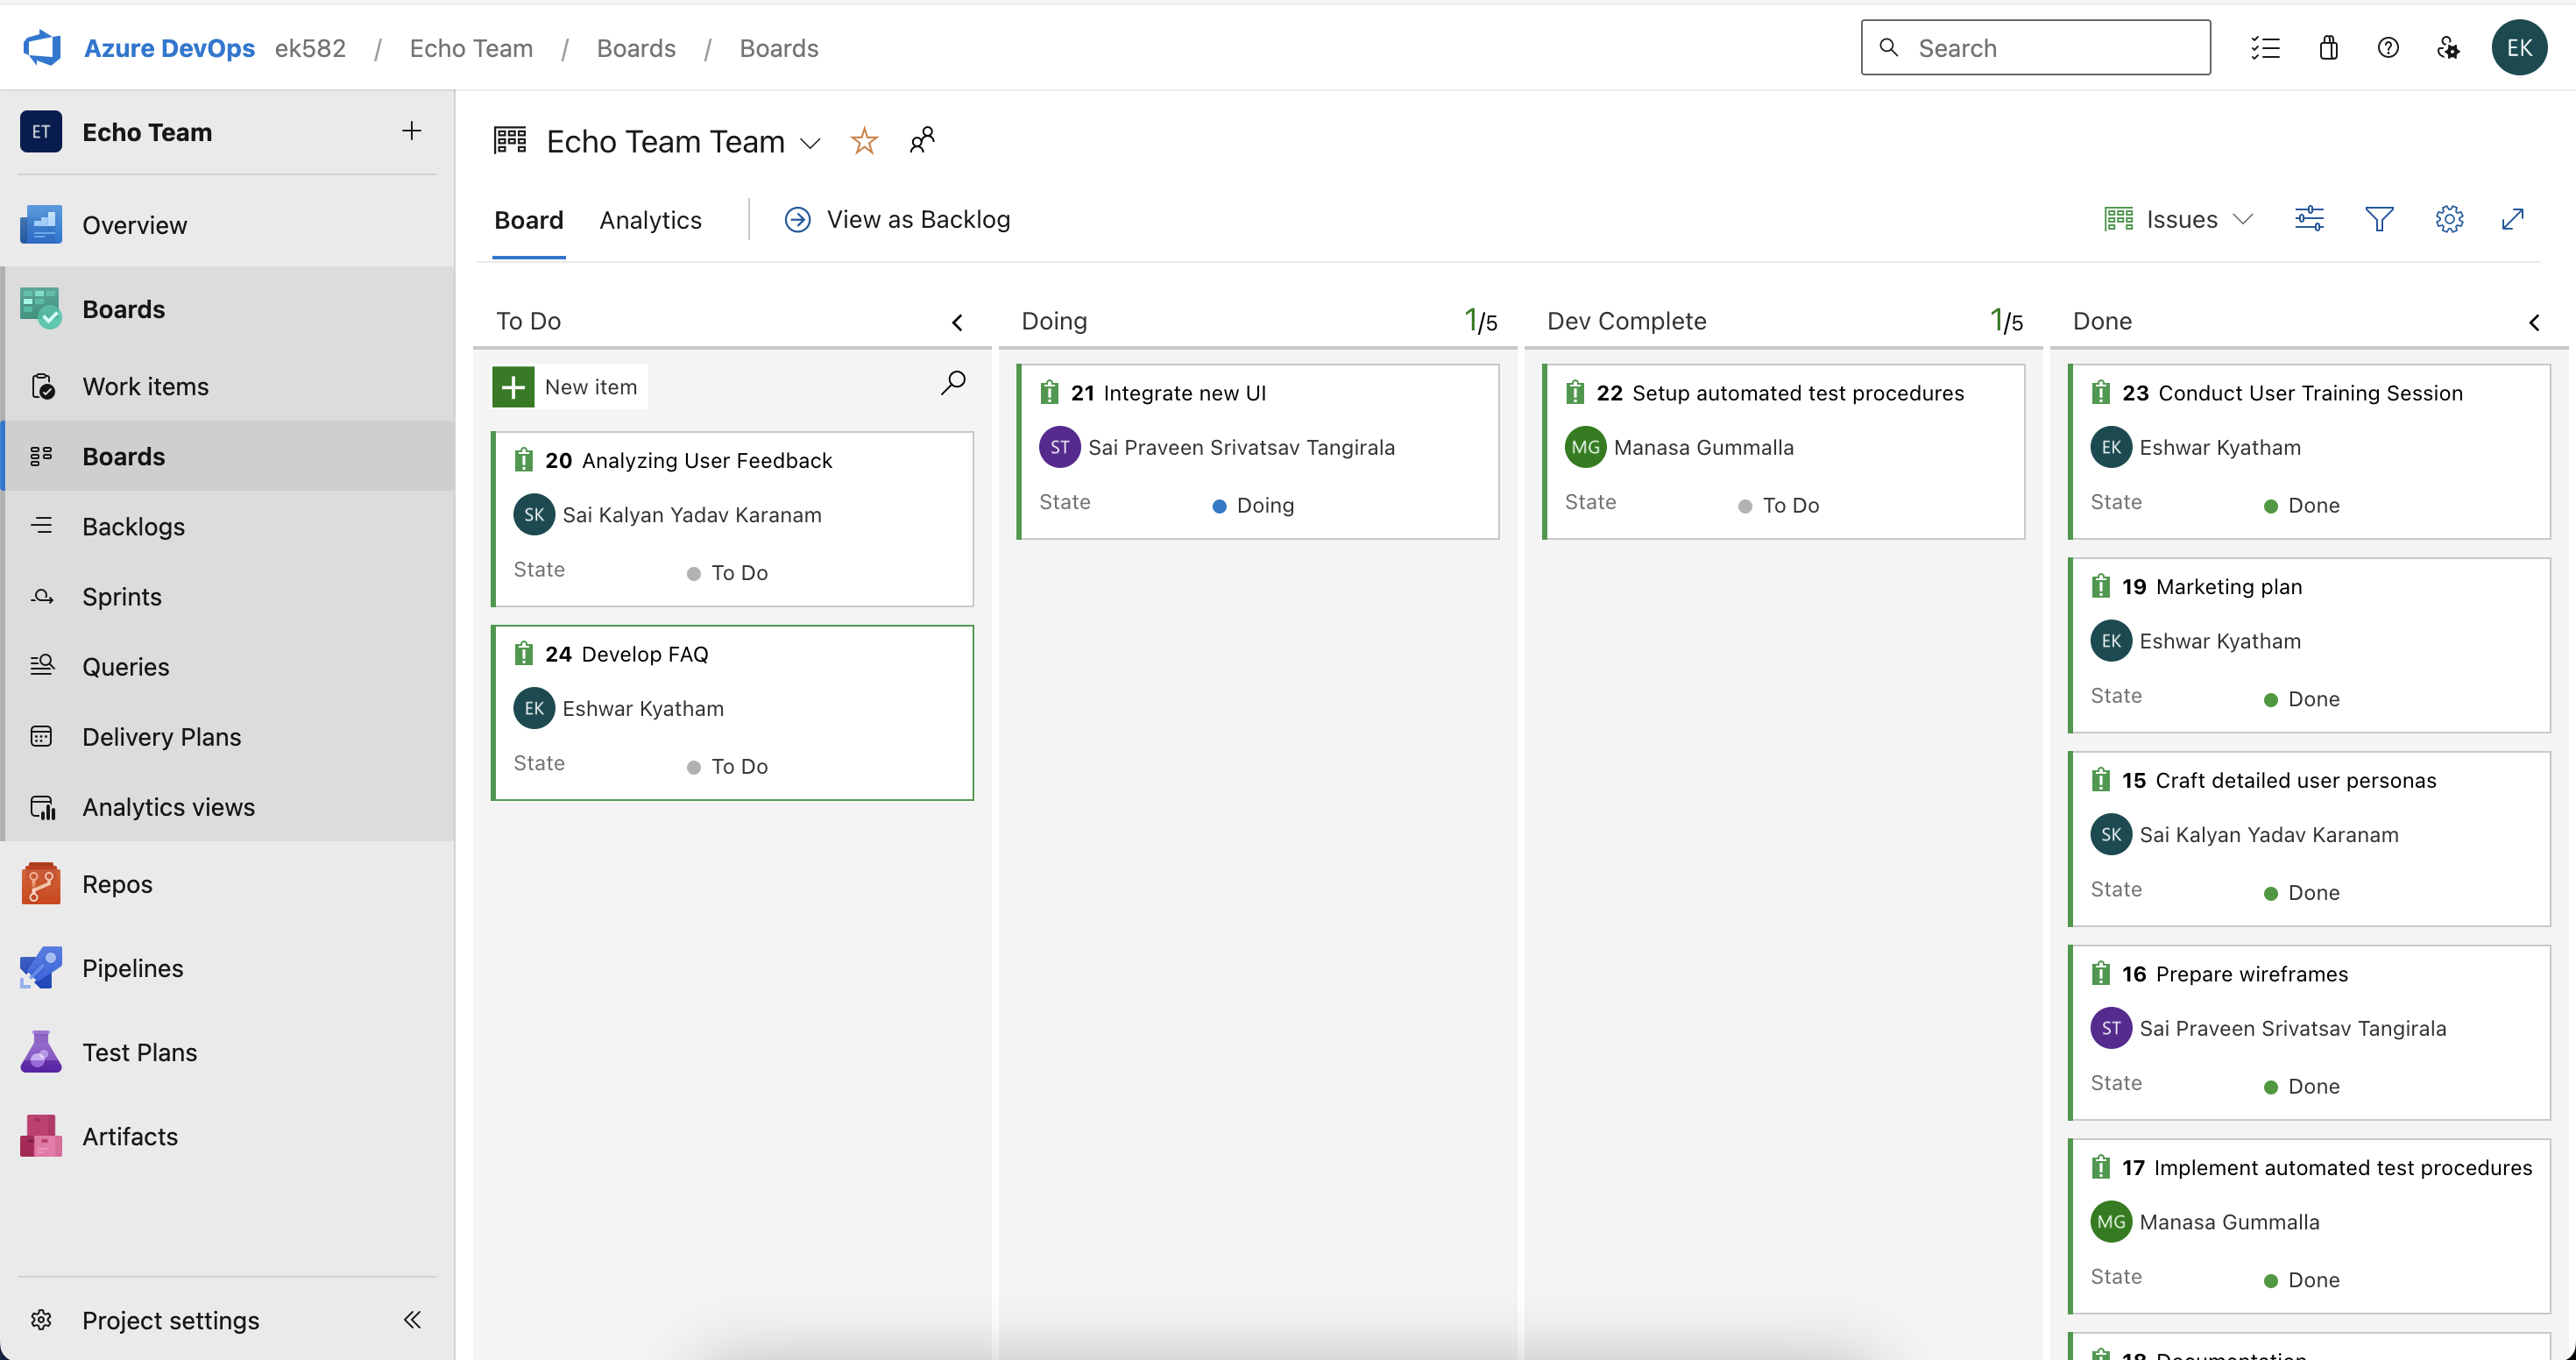 Azure DevOps ek582 / Echo Team / Boards / Boards
Search
EK
ET Echo Team
Overview
Boards
Work items
Boards
Backlogs
Sprints
Queries
Delivery Plans
Analytics views
Repos
Pipelines
Test Plans
Artifacts
Project settings
Echo Team Team
Board Analytics View as Backlog
Issues
To Do
New item
20 Analyzing User Feedback
SK Sai Kalyan Yadav Karanam
State To Do
24 Develop FAQ
EK Eshwar Kyatham
State To Do
Doing 1/5
21 Integrate new UI
ST Sai Praveen Srivatsav Tangirala
State Doing
Dev Complete 1/5
22 Setup automated test procedures
MG Manasa Gummalla
State To Do
Done
23 Conduct User Training Session
EK Eshwar Kyatham
State Done
19 Marketing plan
EK Eshwar Kyatham
State Done
15 Craft detailed user personas
SK Sai Kalyan Yadav Karanam
State Done
16 Prepare wireframes
ST Sai Praveen Srivatsav Tangirala
State Done
17 Implement automated test procedures
MG Manasa Gummalla
State Done
18 Documentation